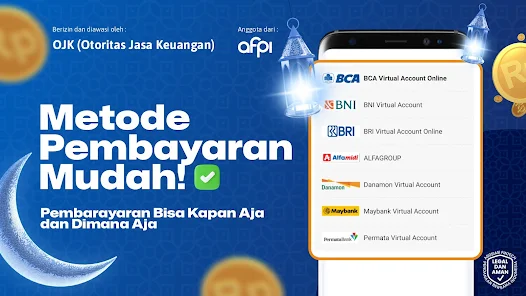 Berizin dan diawasi oleh :
OJK (Otoritas Jasa Keuangan)
Anggota dari :
afpi
Metode
Pembayaran
Mudah!
Pembarayaran Bisa Kapan Aja
dan Dimana Aja
BCA BCA Virtual Account Online
BNI BNI Virtual Account
BRI BRI Virtual Account Online
Alfamidi ALFAGROUP
Danamon Danamon Virtual Account
Maybank Maybank Virtual Account
PermataBank Permata Virtual Account
LEGAL
DAN
AMAN
Rp